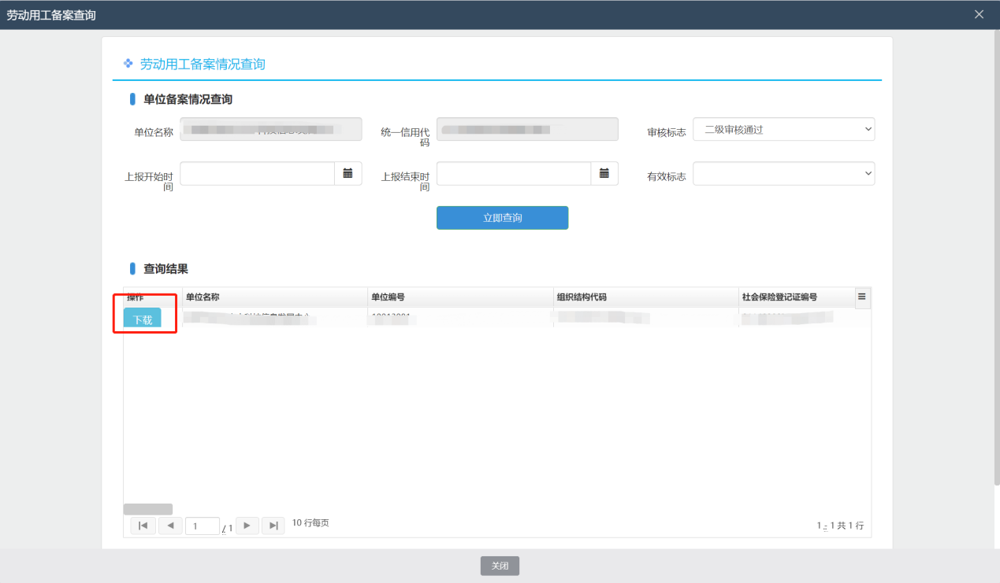 劳动用工备案查询
劳动用工备案情况查询
单位备案情况查询
单位名称
统一信用代码
审核标志 二级审核通过
上报开始时间
上报结束时间
有效标志
立即查询
查询结果
操作 单位名称 单位编号 组织结构代码 社会保险登记证编号
下载
1 / 1 10 行每页 1 - 1 共 1 行
关闭